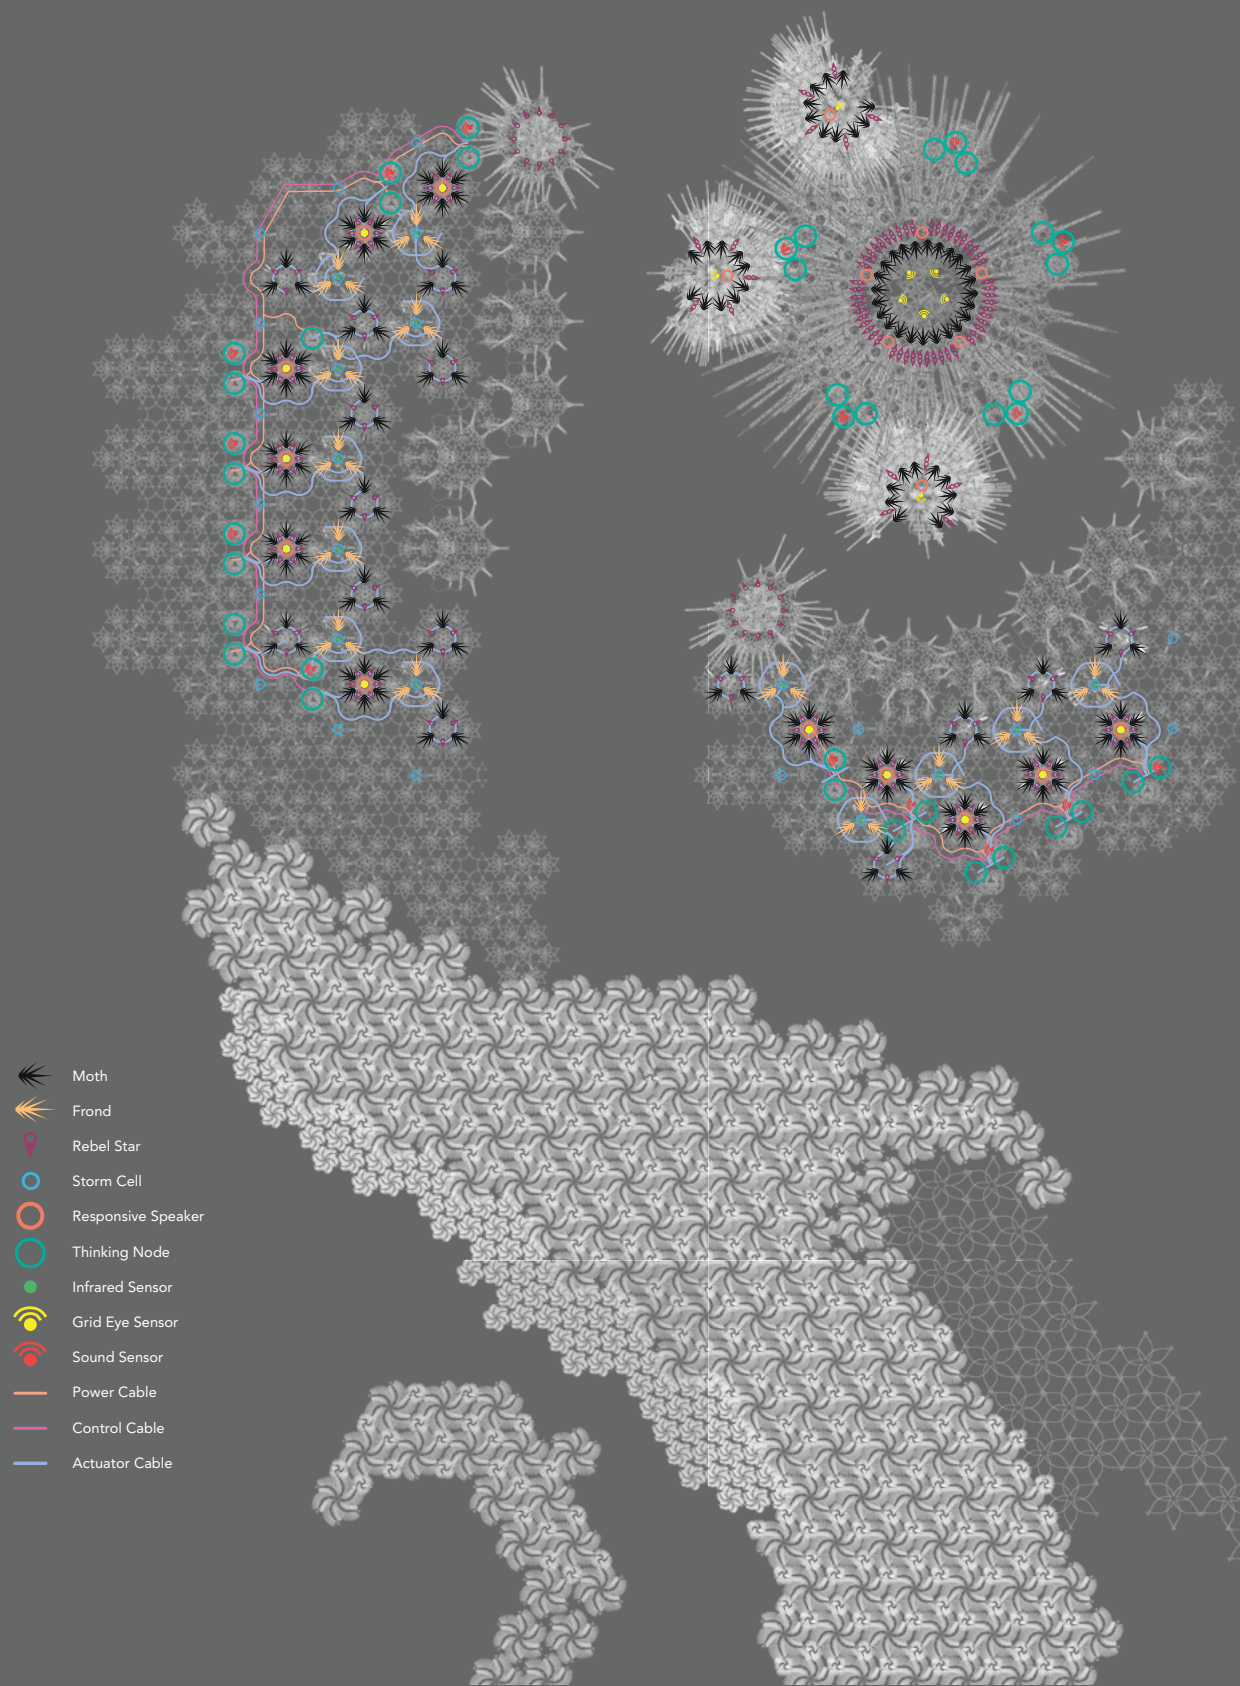 Moth
Frond
Rebel Star
Storm Cell
Responsive Speaker
Thinking Node
Infrared Sensor
Grid Eye Sensor
Sound Sensor
Power Cable
Control Cable
Actuator Cable